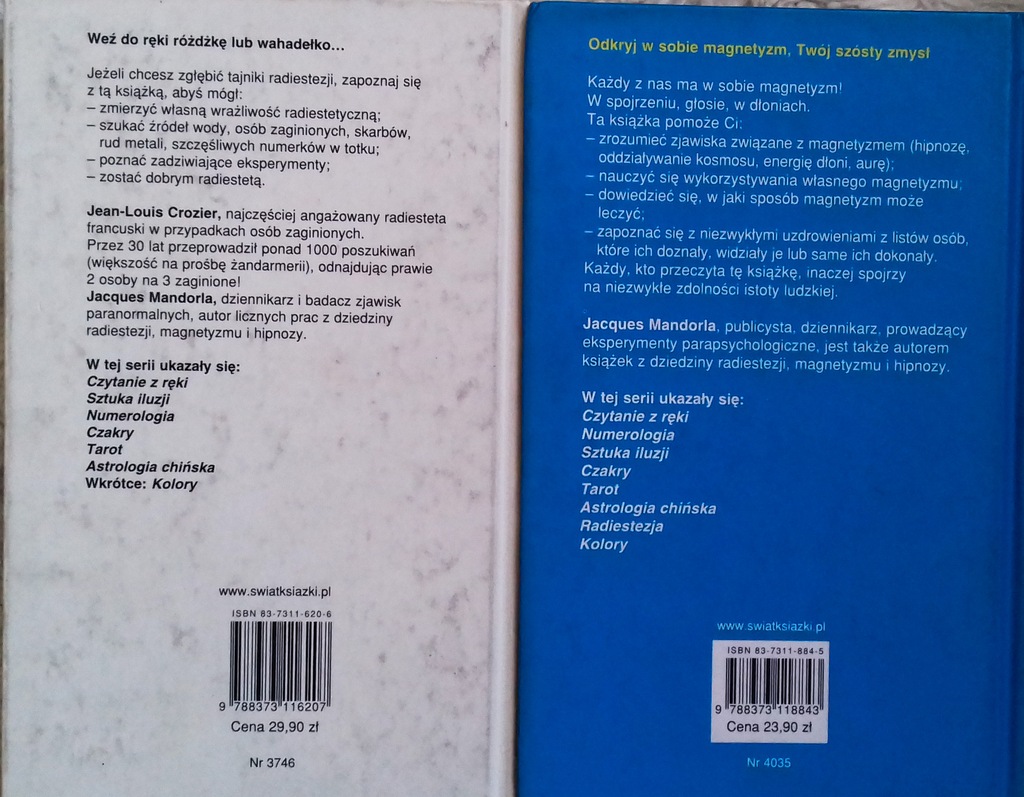 Weź do ręki różdżkę lub wahadełko...
Jeżeli chcesz zgłębić tajniki radiestezji, zapoznaj się
z tą książką, abyś mógł:
– zmierzyć własną wrażliwość radiestetyczną;
– szukać źródeł wody, osób zaginionych, skarbów,
rud metali, szczęśliwych numerków w totku;
– poznać zadziwiające eksperymenty;
– zostać dobrym radiestetą.
Jean-Louis Crozier, najczęściej angażowany radiesteta
francuski w przypadkach osób zaginionych.
Przez 30 lat przeprowadził ponad 1000 poszukiwań
(większość na prośbę żandarmerii), odnajdując prawie
2 osoby na 3 zaginione!
Jacques Mandorla, dziennikarz i badacz zjawisk
paranormalnych, autor licznych prac z dziedziny
radiestezji, magnetyzmu i hipnozy.
W tej serii ukazały się:
Czytanie z ręki
Sztuka iluzji
Numerologia
Czakry
Tarot
Astrologia chińska
Wkrótce: Kolory
www.swiatksiazki.pl
ISBN 83-7311-620-6
9 788373 116207
Cena 29,90 zł
Nr 3746
Odkryj w sobie magnetyzm, Twój szósty zmysł
Każdy z nas ma w sobie magnetyzm!
W spojrzeniu, głosie, w dłoniach.
Ta książka pomoże Ci:
– zrozumieć zjawiska związane z magnetyzmem (hipnozę,
oddziaływanie kosmosu, energię dłoni, aurę);
– nauczyć się wykorzystywania własnego magnetyzmu;
– dowiedzieć się, w jaki sposób magnetyzm może
leczyć;
– zapoznać się z niezwykłymi uzdrowieniami z listów osób,
które ich doznały, widziały je lub same ich dokonały.
Każdy, kto przeczyta tę książkę, inaczej spojrzy
na niezwykłe zdolności istoty ludzkiej.
Jacques Mandorla, publicysta, dziennikarz, prowadzący
eksperymenty parapsychologiczne, jest także autorem
książek z dziedziny radiestezji, magnetyzmu i hipnozy.
W tej serii ukazały się:
Czytanie z ręki
Numerologia
Sztuka iluzji
Czakry
Tarot
Astrologia chińska
Radiestezja
Kolory
www.swiatksiazki.pl
ISBN 83-7311-884-5
9 788373 118843
Cena 23,90 zł
Nr 4035